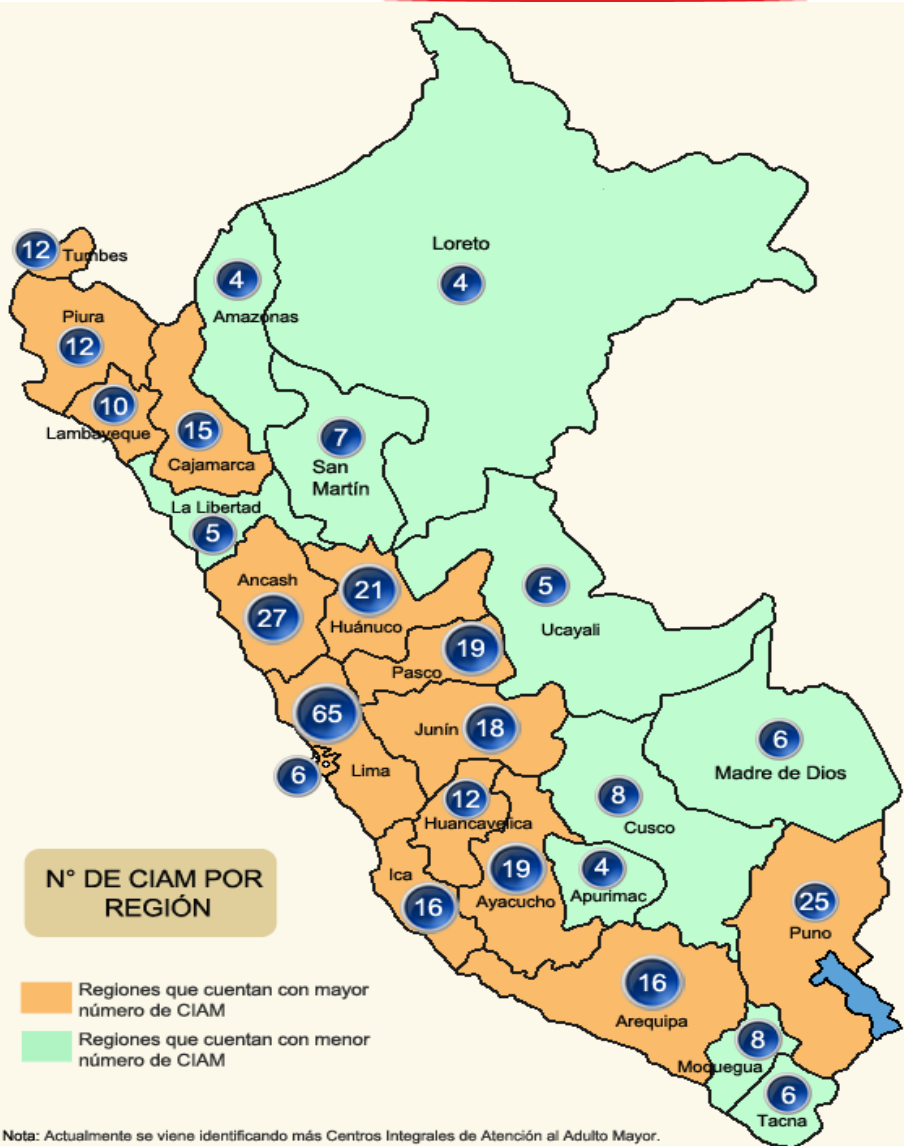 Loreto
4
12
Tumbes
4
Amazonas
Piura
12
10
Lambayeque
15
Cajamarca
7
San
Martín
La Libertad
5
Ancash
27
21
Huánuco
5
Ucayali
19
Pasco
65
Junín
18
6
Lima
6
Madre de Dios
12
Huancavelica
8
Cusco
N° DE CIAM POR
REGIÓN
Ica
16
19
Ayacucho
4
Apurimac
25
Puno
16
Arequipa
Regiones que cuentan con mayor
número de CIAM
Regiones que cuentan con menor
número de CIAM
8
Moquegua
6
Tacna
Nota: Actualmente se viene identificando más Centros Integrales de Atención al Adulto Mayor.